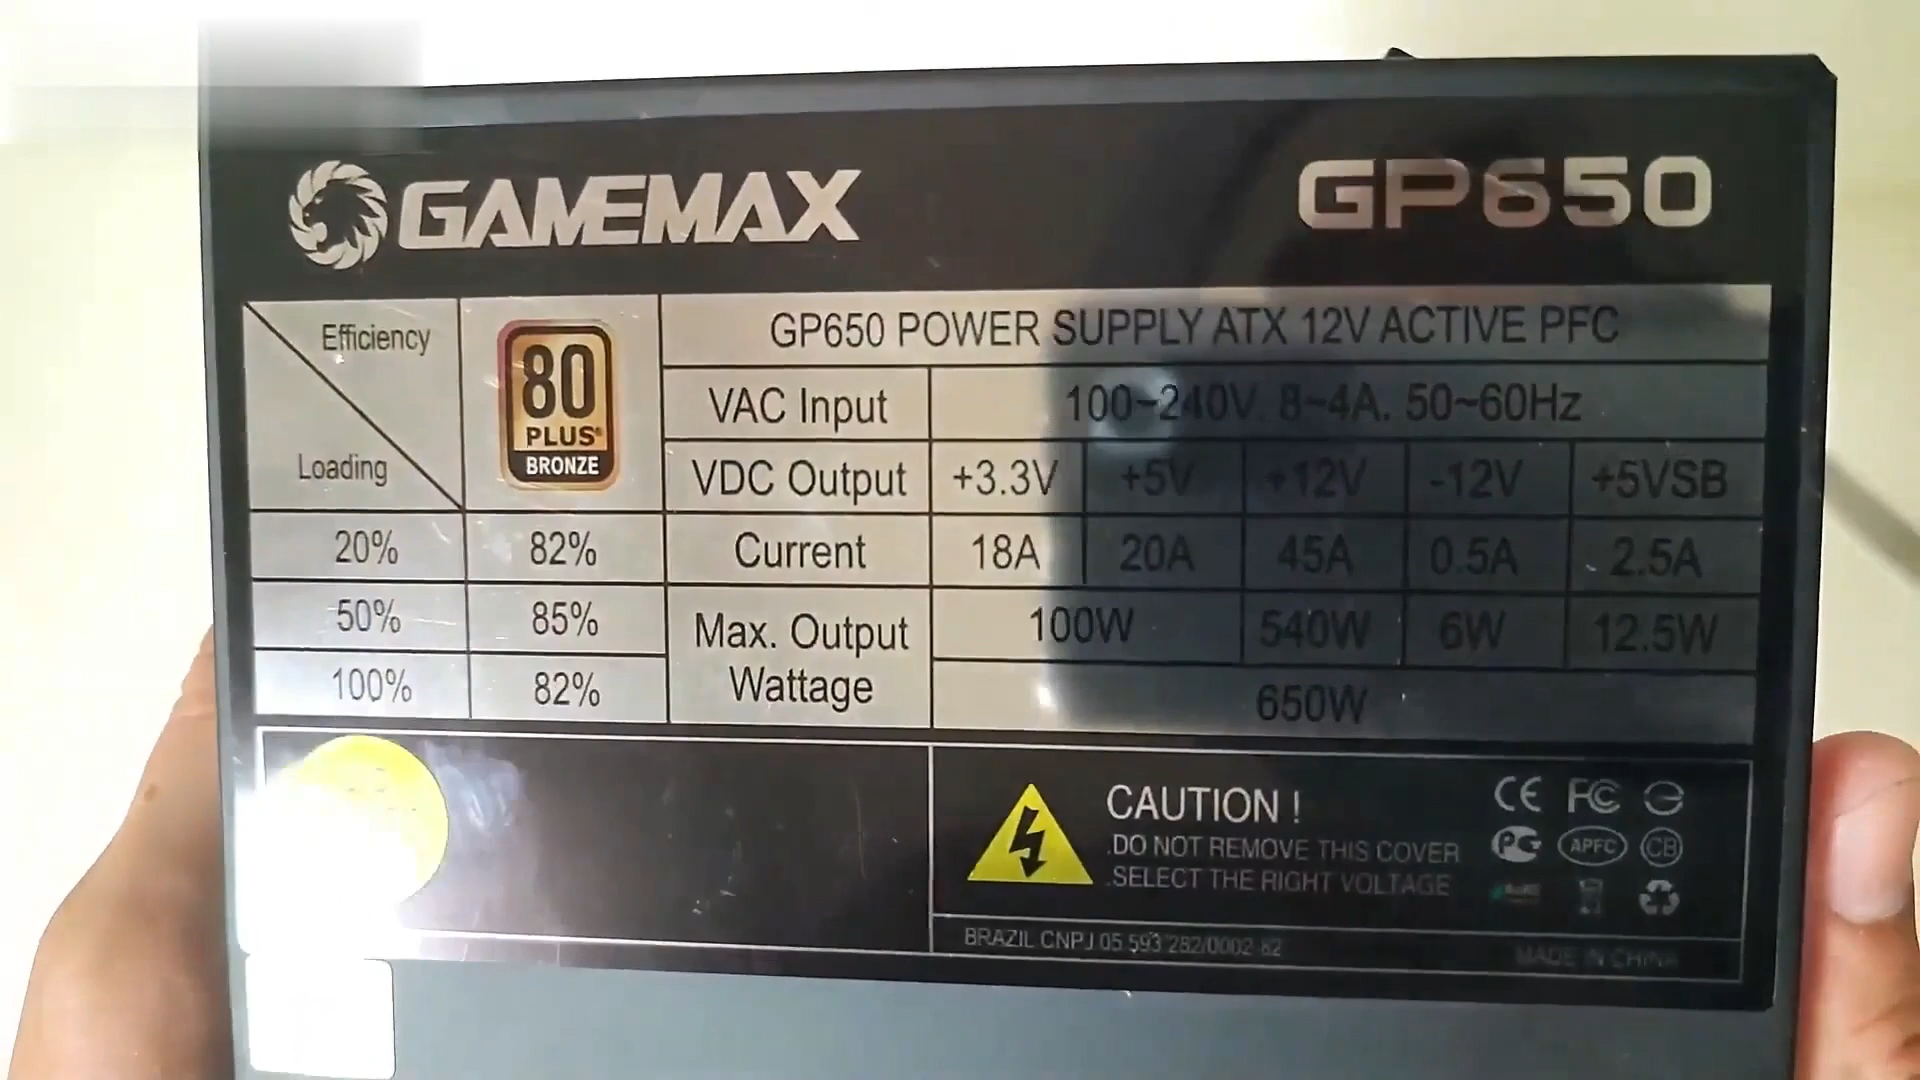 GAMEMAX
GP650
Efficiency
Loading
80
PLUS®
BRONZE
GP650 POWER SUPPLY ATX 12V ACTIVE PFC
VAC Input 100~240V. 8~4A. 50~60Hz
VDC Output +3.3V +5V +12V -12V +5VSB
20% 82% Current 18A 20A 45A 0.5A 2.5A
50% 85% Max. Output Wattage 100W 540W 6W 12.5W
100% 82% 650W
CAUTION !
.DO NOT REMOVE THIS COVER
.SELECT THE RIGHT VOLTAGE
CE FC
PC APFC CB
RoHS
BRAZIL CNPJ 05 593 282/0002-82
MADE IN CHINA